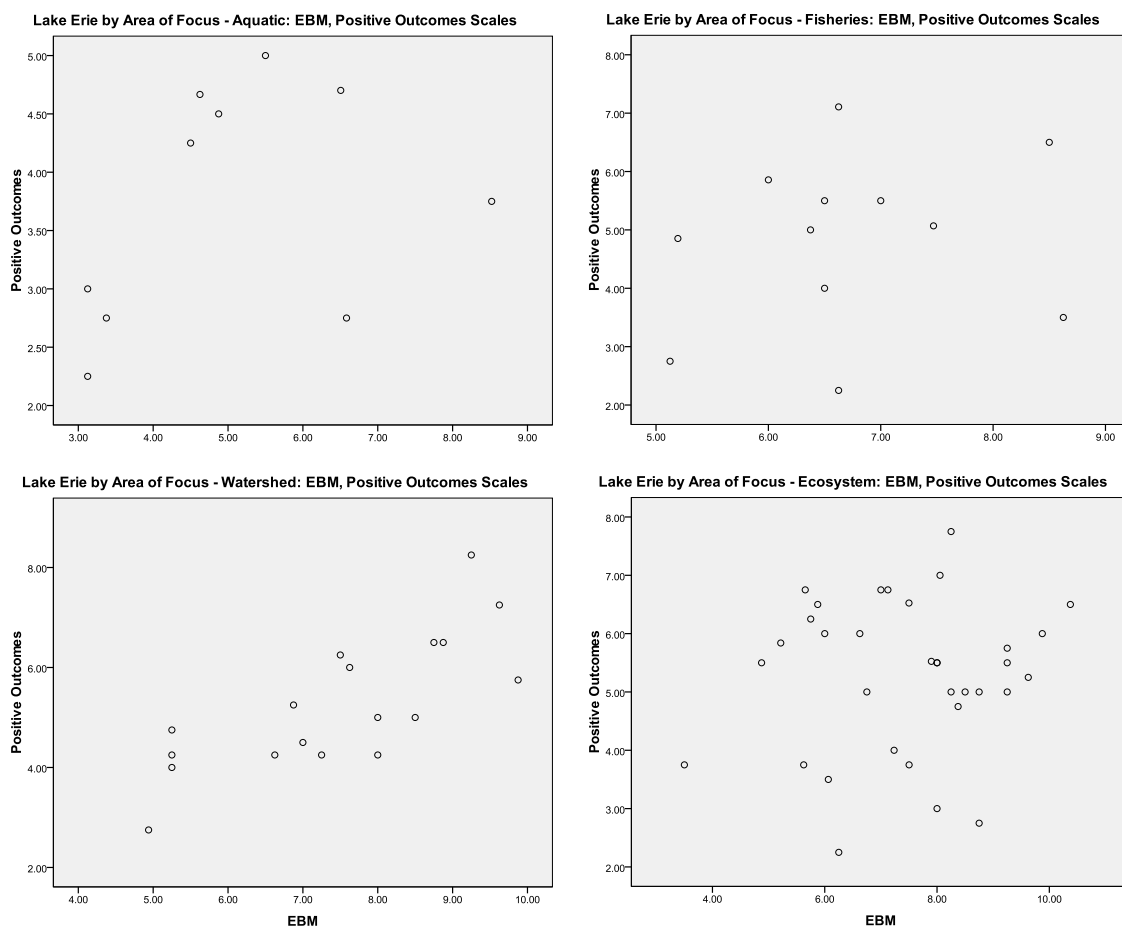 Lake Erie by Area of Focus - Aquatic: EBM, Positive Outcomes Scales
Positive Outcomes
5.00
4.50
4.00
3.50
3.00
2.50
2.00
3.00 4.00 5.00 6.00 7.00 8.00 9.00
Lake Erie by Area of Focus - Fisheries: EBM, Positive Outcomes Scales
Positive Outcomes
8.00
7.00
6.00
5.00
4.00
3.00
2.00
5.00 6.00 7.00 8.00 9.00
Lake Erie by Area of Focus - Watershed: EBM, Positive Outcomes Scales
Positive Outcomes
8.00
6.00
4.00
2.00
4.00 5.00 6.00 7.00 8.00 9.00 10.00
EBM
Lake Erie by Area of Focus - Ecosystem: EBM, Positive Outcomes Scales
Positive Outcomes
8.00
7.00
6.00
5.00
4.00
3.00
2.00
4.00 6.00 8.00 10.00
EBM